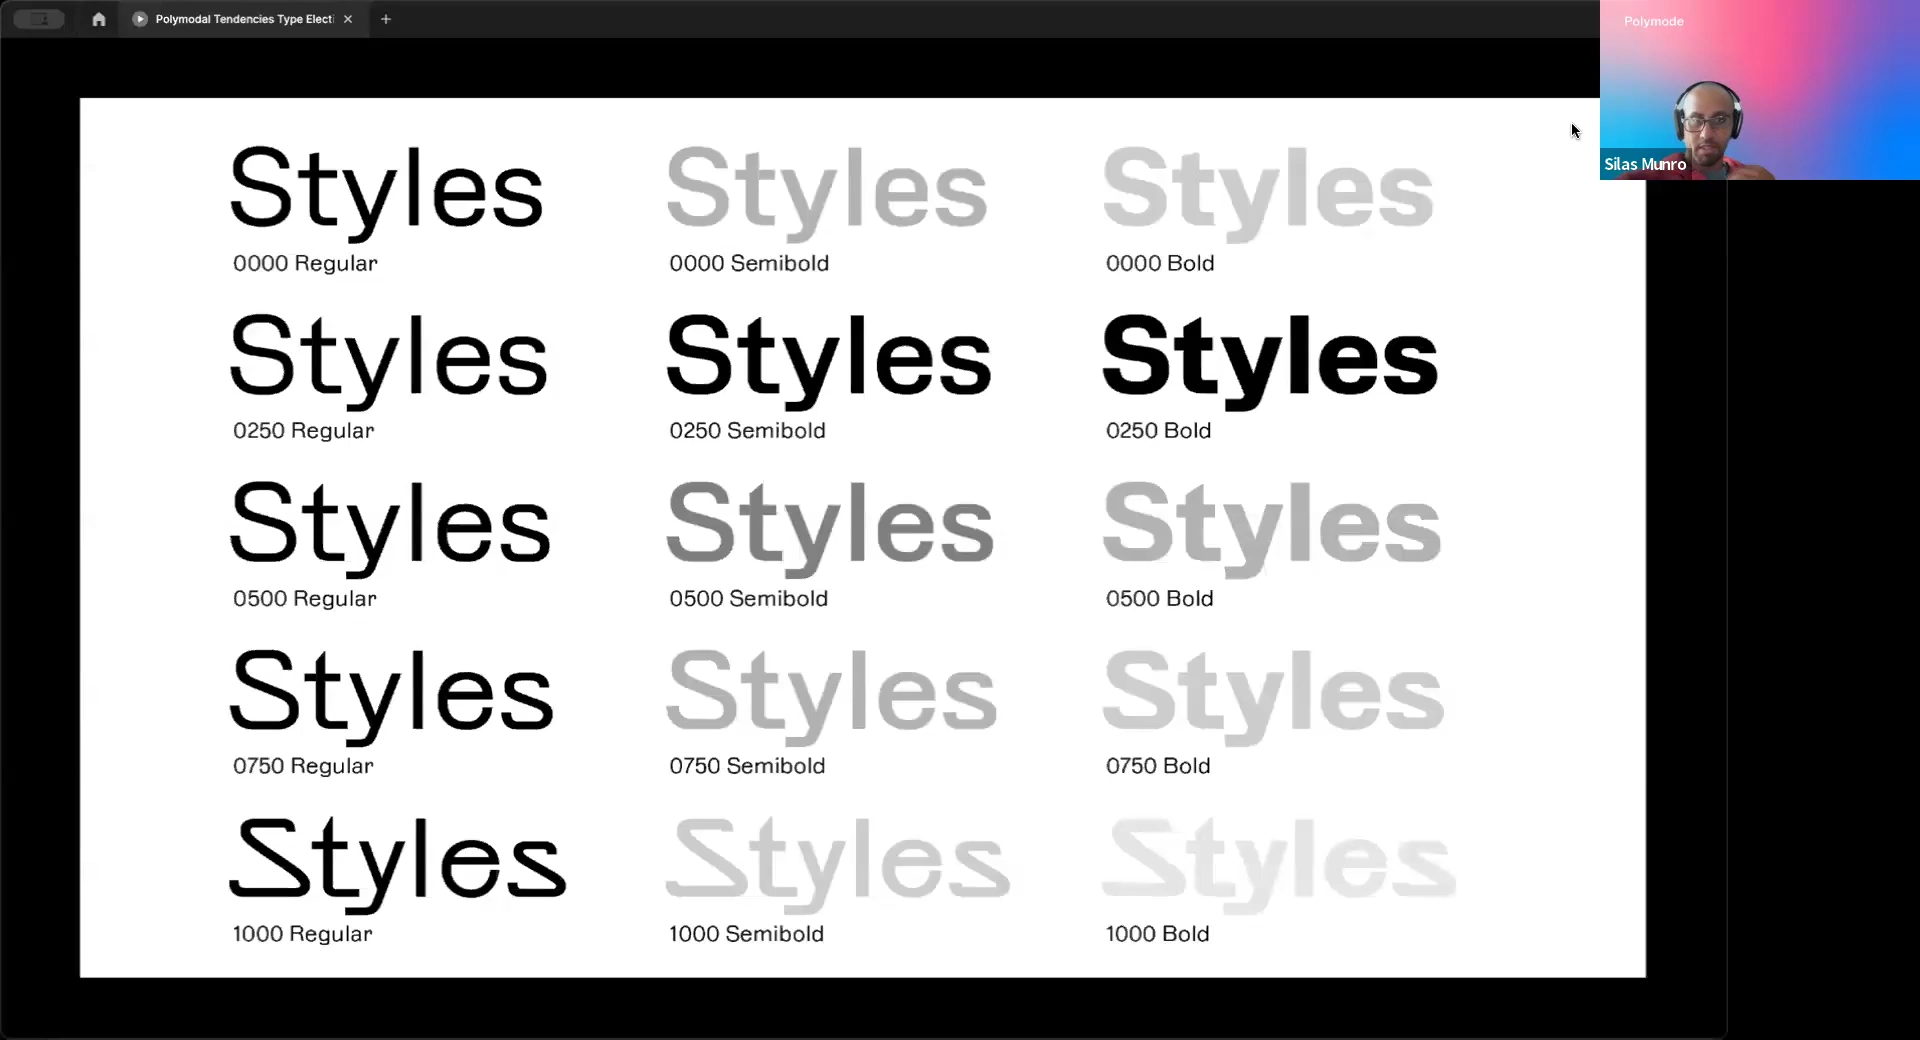 Polymodal Tendencies Type Electi
Polymode
Silas Munro
Styles Styles Styles
0000 Regular 0000 Semibold 0000 Bold
Styles Styles Styles
0250 Regular 0250 Semibold 0250 Bold
Styles Styles Styles
0500 Regular 0500 Semibold 0500 Bold
Styles Styles Styles
0750 Regular 0750 Semibold 0750 Bold
Styles Styles Styles
1000 Regular 1000 Semibold 1000 Bold